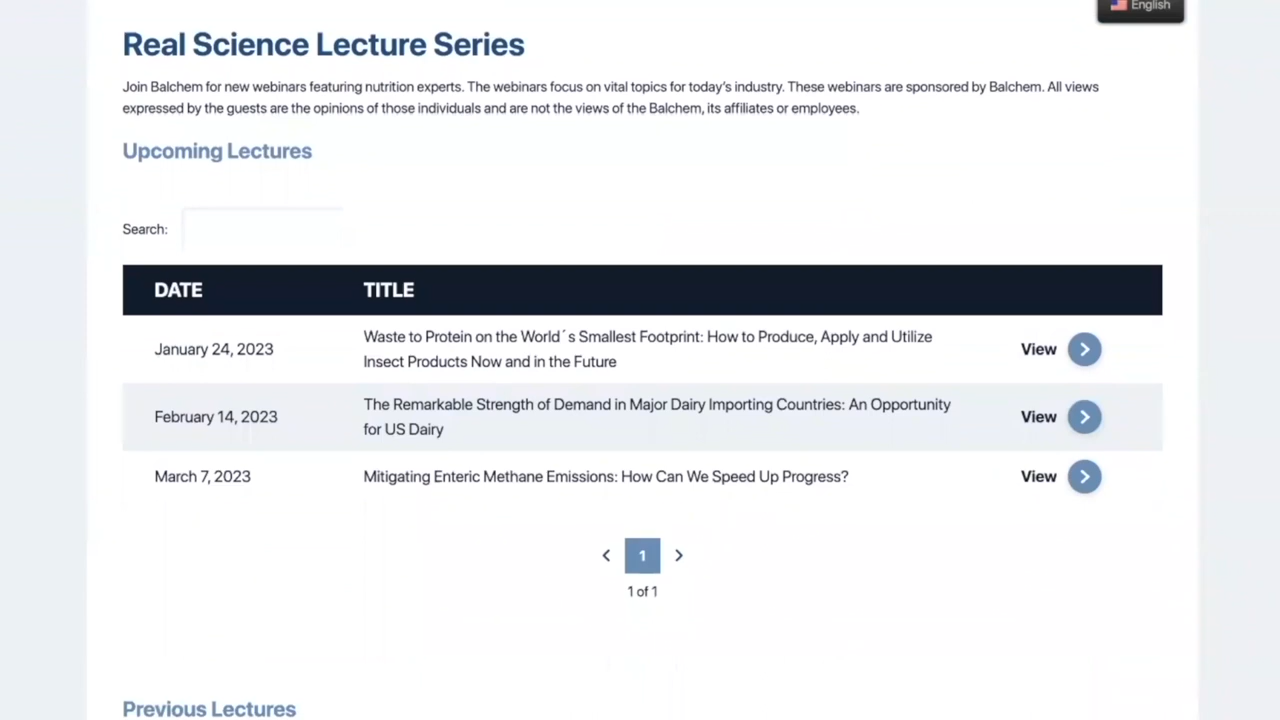 English
Real Science Lecture Series
Join Balchem for new webinars featuring nutrition experts. The webinars focus on vital topics for today's industry. These webinars are sponsored by Balchem. All views
expressed by the guests are the opinions of those individuals and are not the views of the Balchem, its affiliates or employees.
Upcoming Lectures
Search:
DATE TITLE
January 24, 2023 Waste to Protein on the World´s Smallest Footprint: How to Produce, Apply and Utilize View
Insect Products Now and in the Future
February 14, 2023 The Remarkable Strength of Demand in Major Dairy Importing Countries: An Opportunity View
for US Dairy
March 7, 2023 Mitigating Enteric Methane Emissions: How Can We Speed Up Progress? View
1
1 of 1
Previous Lectures